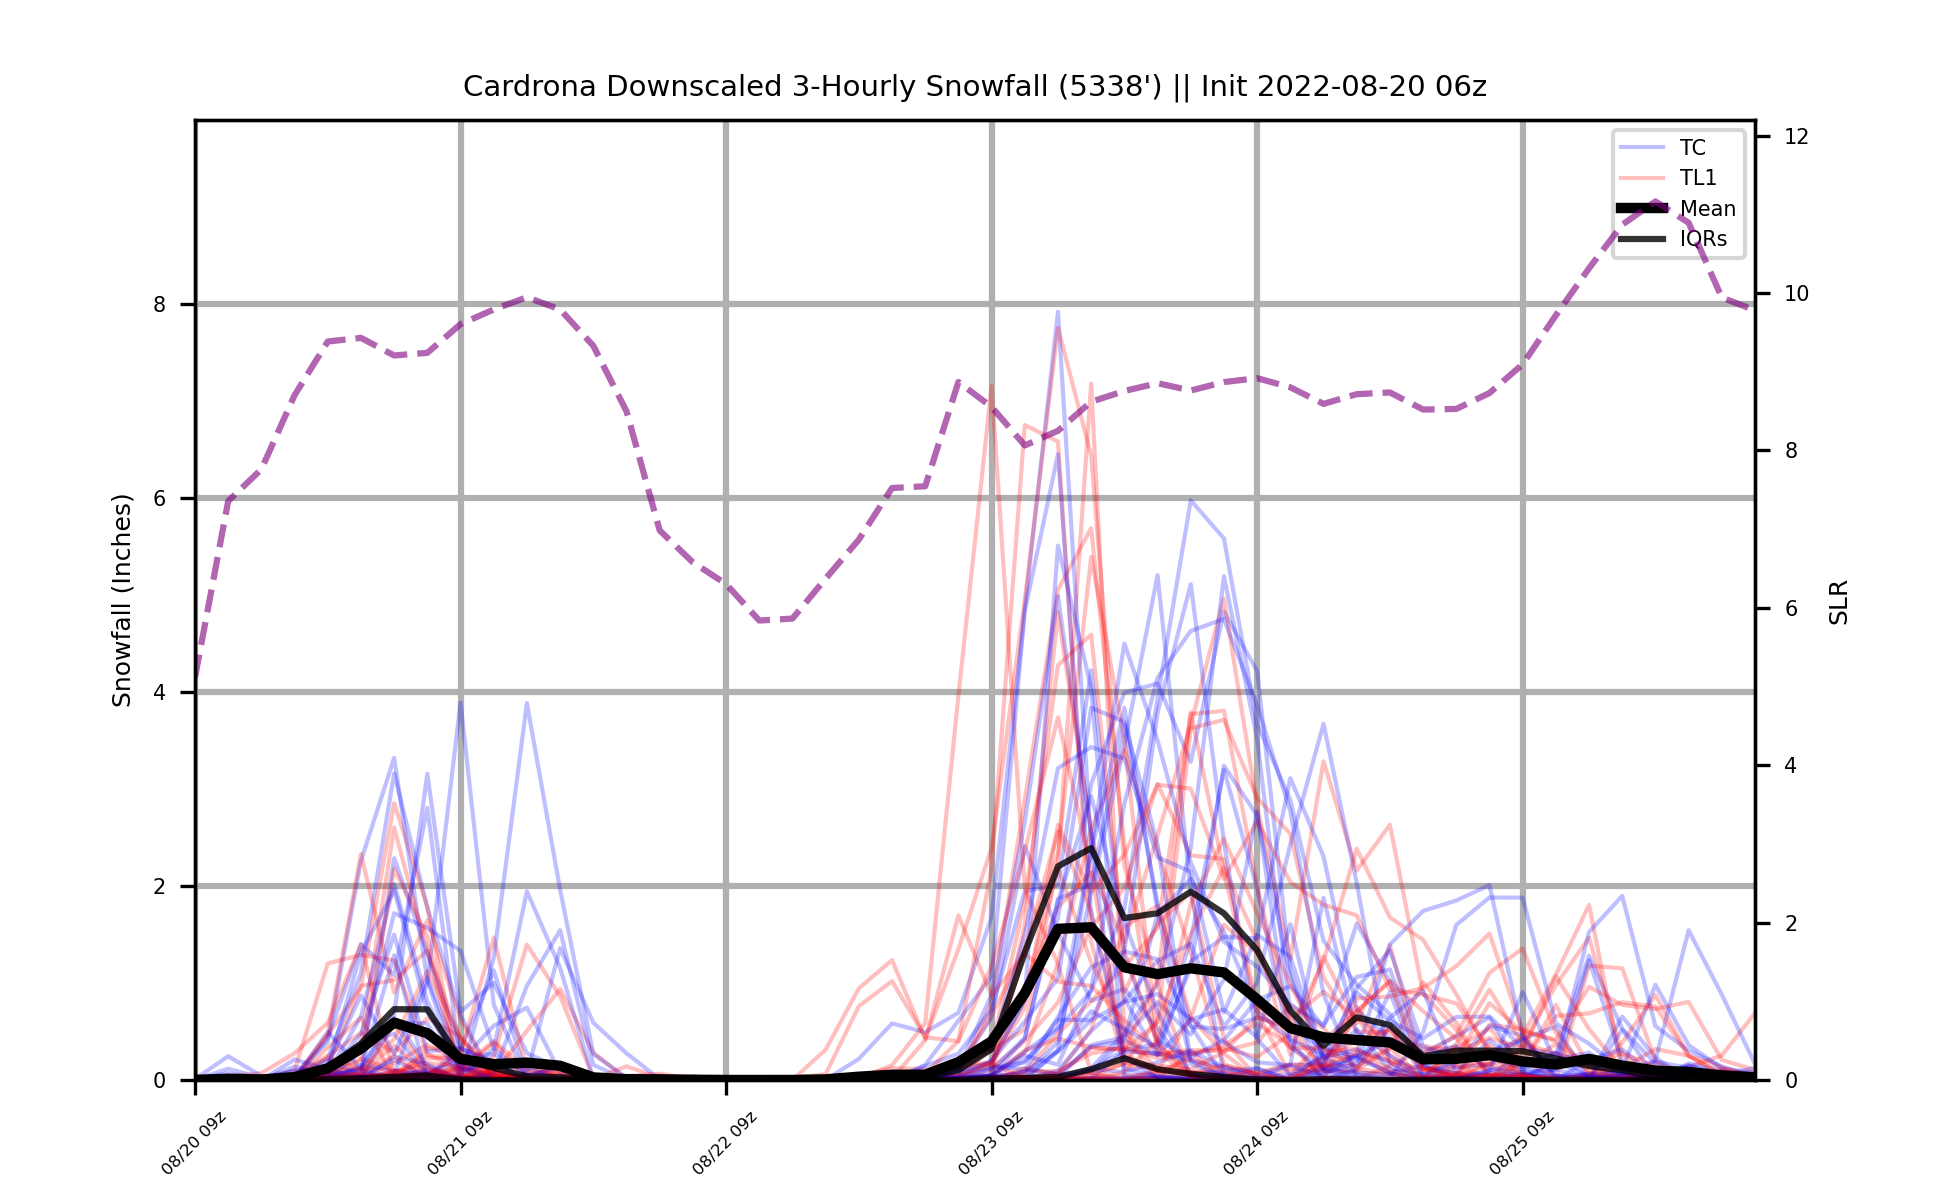 Cardrona Downscaled 3-Hourly Snowfall (5338') || Init 2022-08-20 06z
TC
TL1
Mean
IQRs
Snowfall (Inches)
8
6
4
2
0
12
10
8
6
4
2
0
SLR
08/20 09z
08/21 09z
08/22 09z
08/23 09z
08/24 09z
08/25 09z